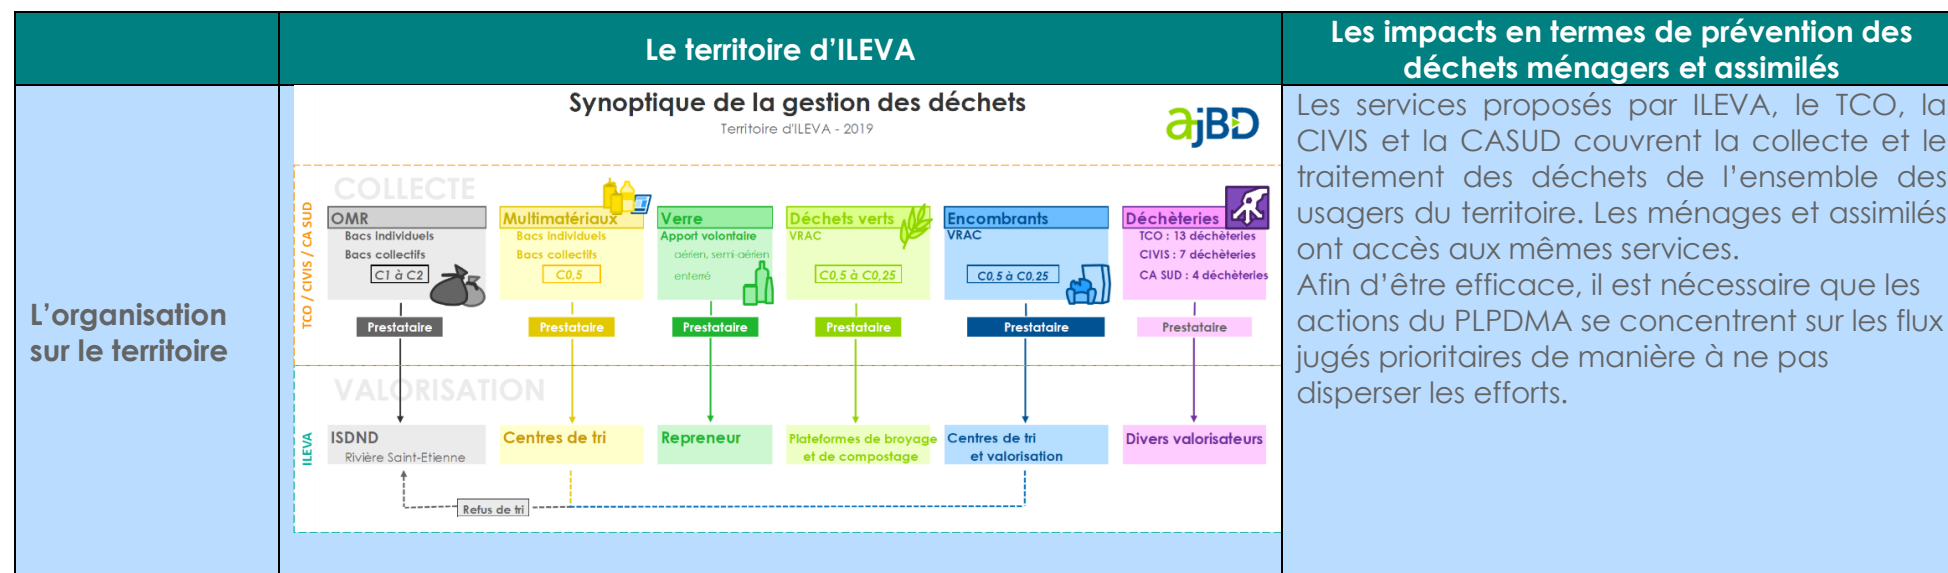 Le territoire d’ILEVA
Les impacts en termes de prévention des
déchets ménagers et assimilés
L’organisation
sur le territoire
Synoptique de la gestion des déchets
Territoire d'ILEVA - 2019
ajBD
TCO / CIVIS / CA SUD
COLLECTE
OMR
Bacs individuels
Bacs collectifs
C1 à C2
Multimatériaux
Bacs individuels
Bacs collectifs
C0,5
Verre
Apport volontaire
aérien, semi-aérien
enterré
Déchets verts
VRAC
C0,5 à C0,25
Encombrants
VRAC
C0,5 à C0,25
Déchèteries
TCO : 13 déchèteries
CIVIS : 7 déchèteries
CA SUD : 4 déchèteries
Prestataire
Prestataire
Prestataire
Prestataire
Prestataire
Prestataire
ILEVA
VALORISATION
ISDND
Rivière Saint-Etienne
Centres de tri
Repreneur
Plateformes de broyage
et de compostage
Centres de tri
et valorisation
Divers valorisateurs
Refus de tri
Les services proposés par ILEVA, le TCO, la
CIVIS et la CASUD couvrent la collecte et le
traitement des déchets de l’ensemble des
usagers du territoire. Les ménages et assimilés
ont accès aux mêmes services.
Afin d’être efficace, il est nécessaire que les
actions du PLPDMA se concentrent sur les flux
jugés prioritaires de manière à ne pas
disperser les efforts.